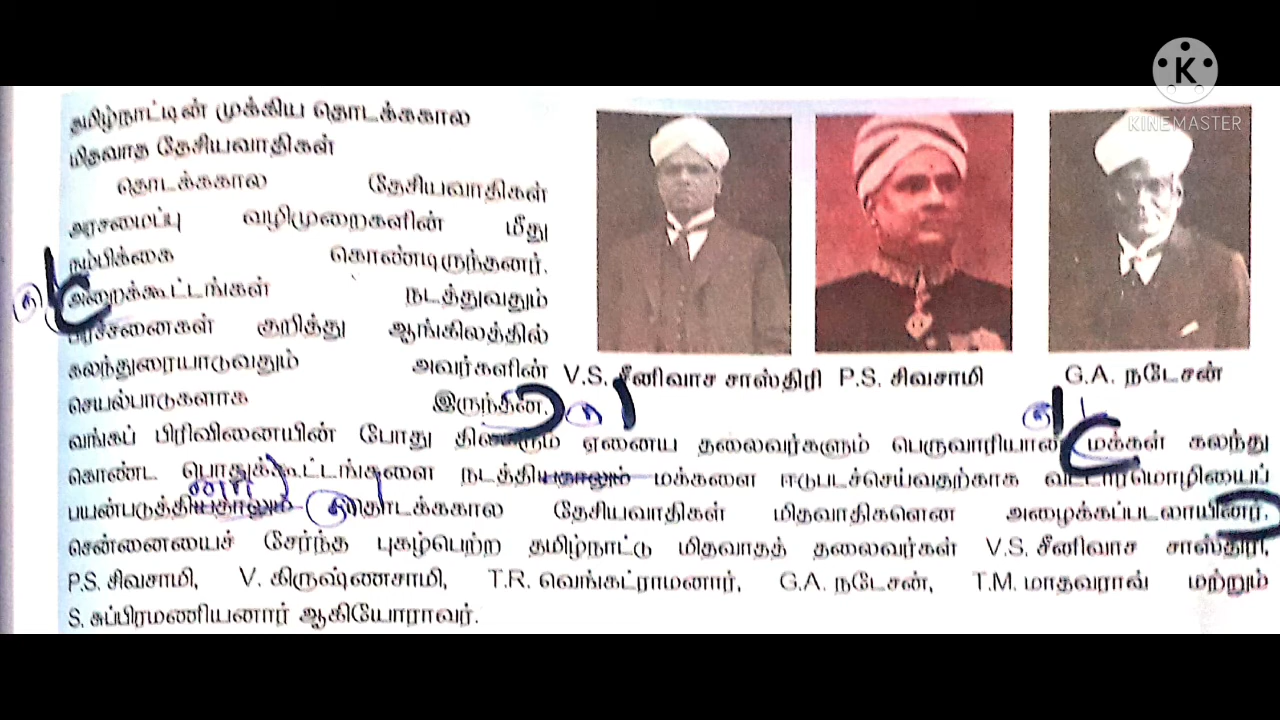 KINEMASTER
தமிழ்நாட்டின் முக்கிய தொடக்ககால
மிதவாத தேசியவாதிகள்
தொடக்ககால தேசியவாதிகள்
அரசமைப்பு வழிமுறைகளின் மீது
நம்பிக்கை கொண்டிருந்தனர்.
அறைக்கூட்டங்கள் நடத்துவதும்
பிரச்சனைகள் குறித்து ஆங்கிலத்தில்
கலந்துரையாடுவதும் அவர்களின்
செயல்பாடுகளாக இருந்தன.
V.S. சீனிவாச சாஸ்திரி P.S. சிவசாமி G.A. நடேசன்
வங்கப் பிரிவினையின் போது திலகரும் ஏனைய தலைவர்களும் பெருவாரியான மக்கள் கலந்து
கொண்ட பொதுக்கூட்டங்களை நடத்தியதாலும் மக்களை ஈடுபடச்செய்வதற்காக வட்டாரமொழியைப்
பயன்படுத்தியதாலும் தொடக்ககால தேசியவாதிகள் மிதவாதிகளென அழைக்கப்படலாயினர்.
சென்னையைச் சேர்ந்த புகழ்பெற்ற தமிழ்நாட்டு மிதவாதத் தலைவர்கள் V.S. சீனிவாச சாஸ்திரி,
P.S. சிவசாமி, V. கிருஷ்ணசாமி, T.R. வெங்கட்ராமனார், G.A. நடேசன், T.M. மாதவராவ் மற்றும்
S. சுப்பிரமணியனார் ஆகியோராவர்.